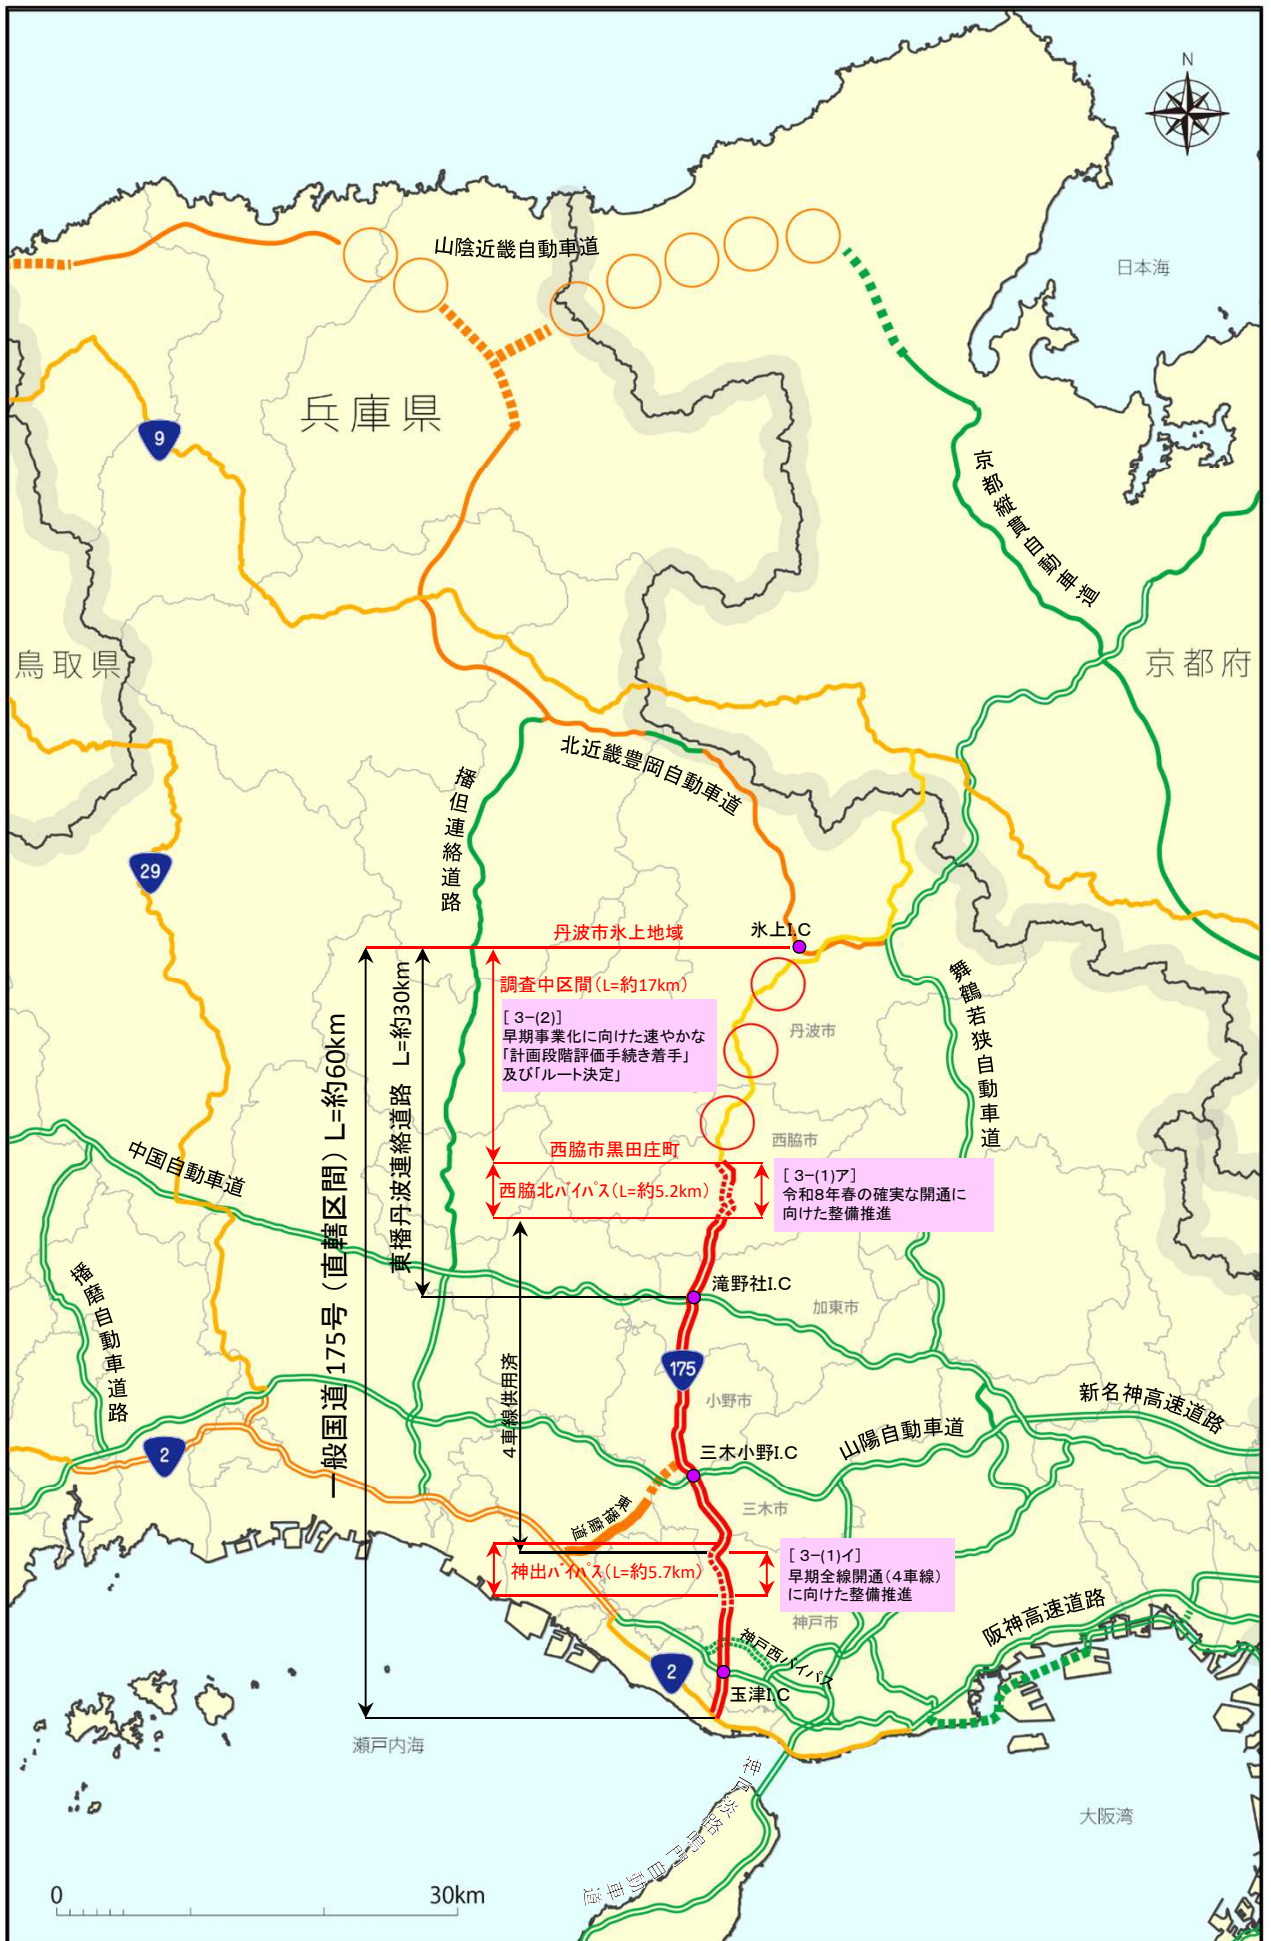 N
山陰近畿自動車道
日本海
兵庫県
9
京都縦貫自動車道
鳥取県
京都府
北近畿豊岡自動車道
播但連絡道路
29
丹波市氷上地域
氷上I.C
調査中区間(L=約17km)
[ 3-(2)]
早期事業化に向けた速やかな
「計画段階評価手続き着手」
及び「ルート決定」
丹波市
舞鶴若狭自動車道
一般国道175号（直轄区間）L=約60km
東播丹波連絡道路 L=約30km
西脇市
西脇市黒田庄町
中国自動車道
西脇北バイパス(L=約5.2km)
[ 3-(1)ア]
令和8年春の確実な開通に
向けた整備推進
播磨自動車道路
滝野社I.C
加東市
175
4車線供用済
小野市
新名神高速道路
山陽自動車道
2
三木小野I.C
三木市
東播磨道
神出バイパス(L=約5.7km)
[ 3-(1)イ]
早期全線開通(4車線)
に向けた整備推進
神戸市
阪神高速道路
神戸西バイパス
2
玉津I.C
瀬戸内海
神戸淡路鳴門自動車道
大阪湾
0
30km